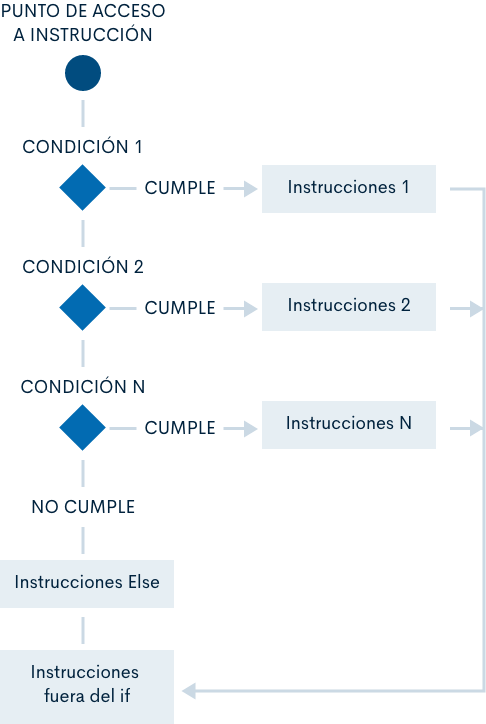 PUNTO DE ACCESO
A INSTRUCCIÓN
CONDICIÓN 1
CUMPLE
Instrucciones 1
CONDICIÓN 2
CUMPLE
Instrucciones 2
CONDICIÓN N
CUMPLE
Instrucciones N
NO CUMPLE
Instrucciones Else
Instrucciones
fuera del if